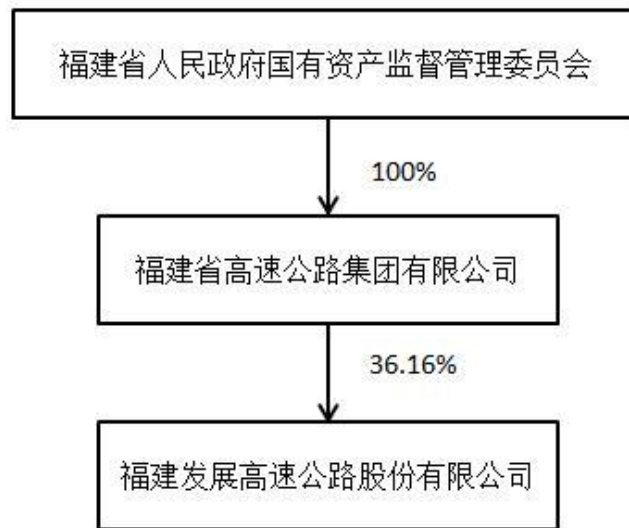 福建省人民政府国有资产监督管理委员会
100%
福建省高速公路集团有限公司
36.16%
福建发展高速公路股份有限公司